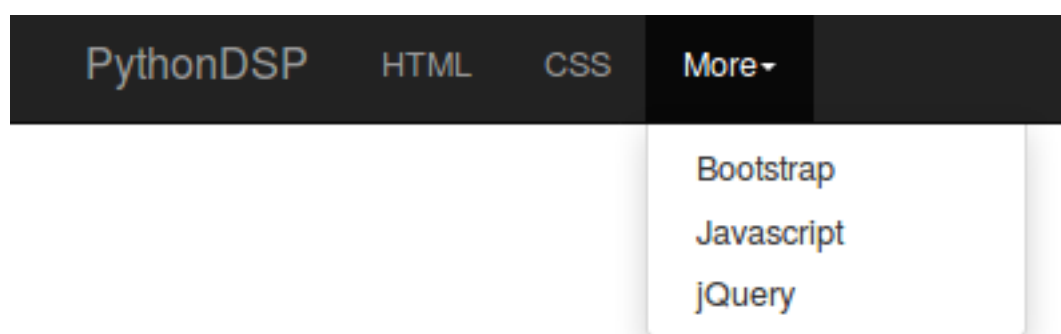 PythonDSP HTML CSS More
Bootstrap
Javascript
jQuery